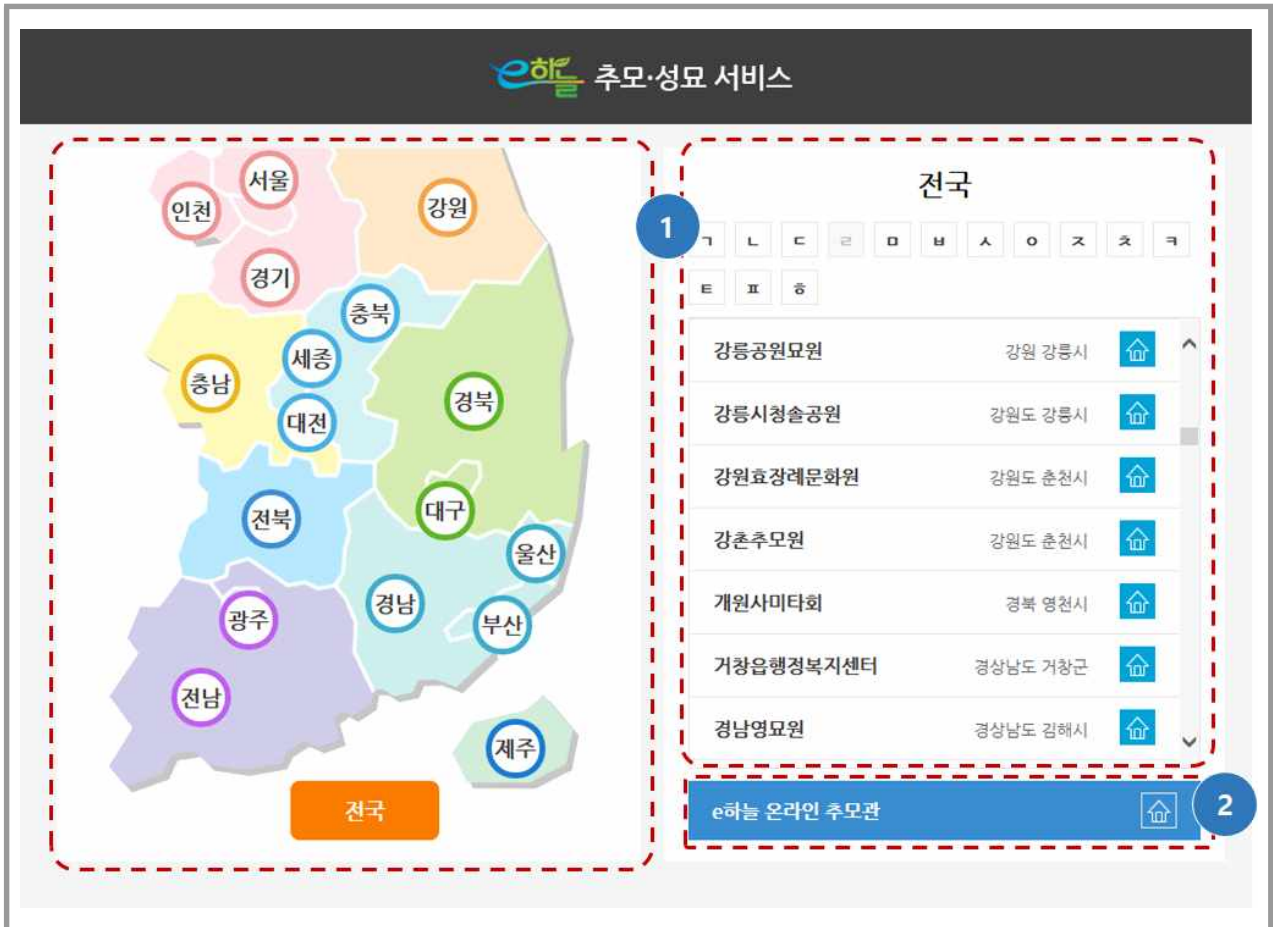 e하늘 추모·성묘 서비스
서울
인천
강원
경기
충북
세종
충남
대전
경북
전북
대구
울산
경남
광주
부산
전남
제주
전국
1
전국
ㄱ ㄴ ㄷ ㄹ ㅁ ㅂ ㅅ ㅇ ㅈ ㅊ ㅋ
ㅌ ㅍ ㅎ
강릉공원묘원 강원 강릉시
강릉시청솔공원 강원도 강릉시
강원효장례문화원 강원도 춘천시
강촌추모원 강원도 춘천시
개원사미타회 경북 영천시
거창읍행정복지센터 경상남도 거창군
경남영묘원 경상남도 김해시
e하늘 온라인 추모관
2